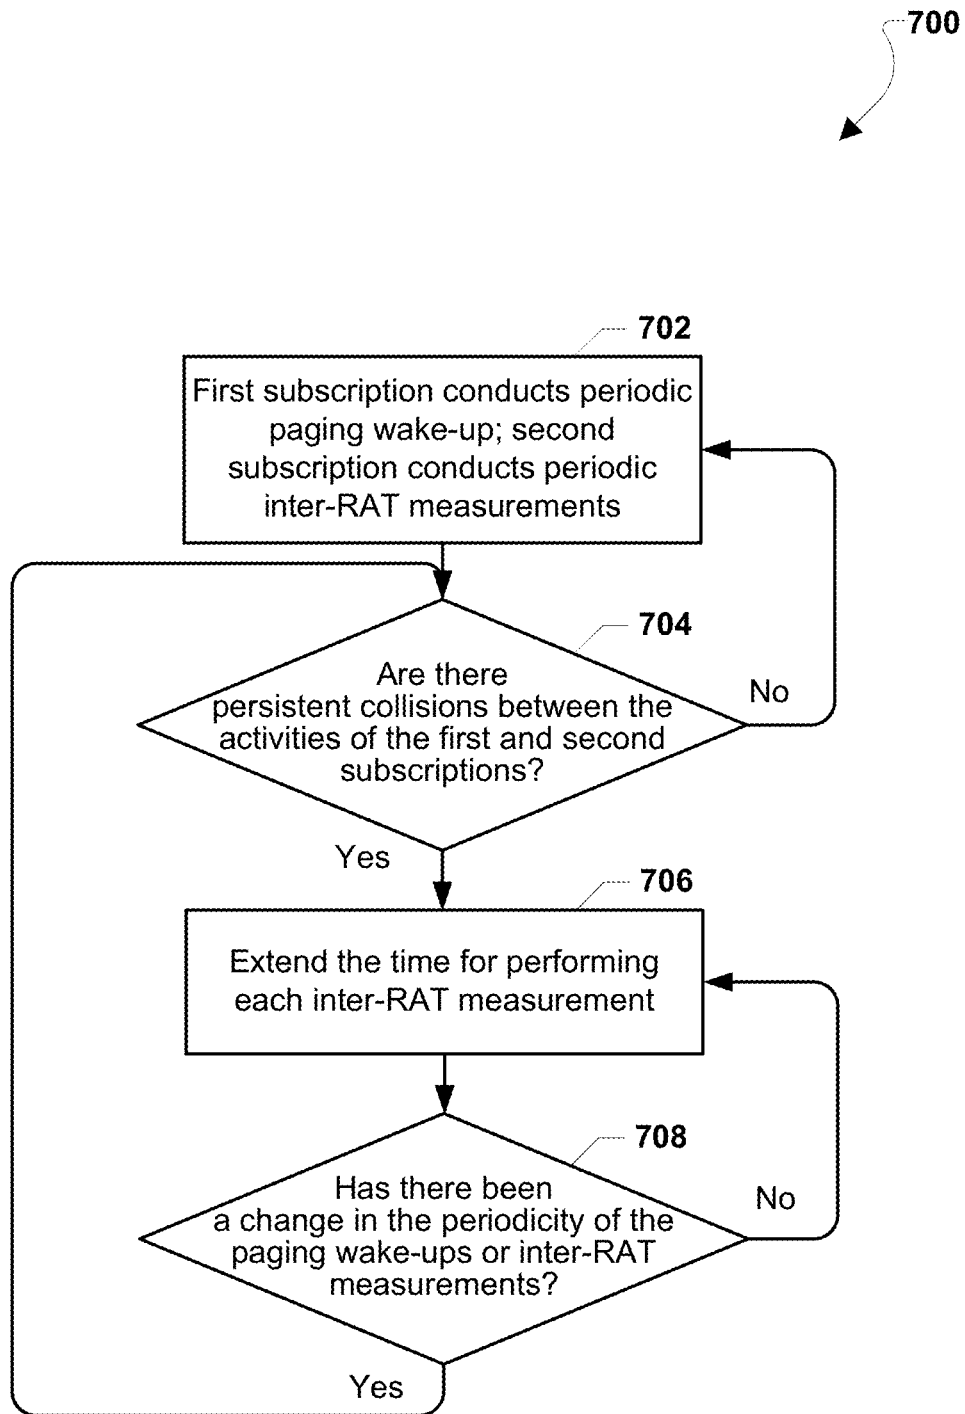 700
702
First subscription conducts periodic
paging wake-up; second
subscription conducts periodic
inter-RAT measurements
704
Are there
persistent collisions between the
activities of the first and second
subscriptions?
No
Yes
706
Extend the time for performing
each inter-RAT measurement
708
Has there been
a change in the periodicity of the
paging wake-ups or inter-RAT
measurements?
No
Yes